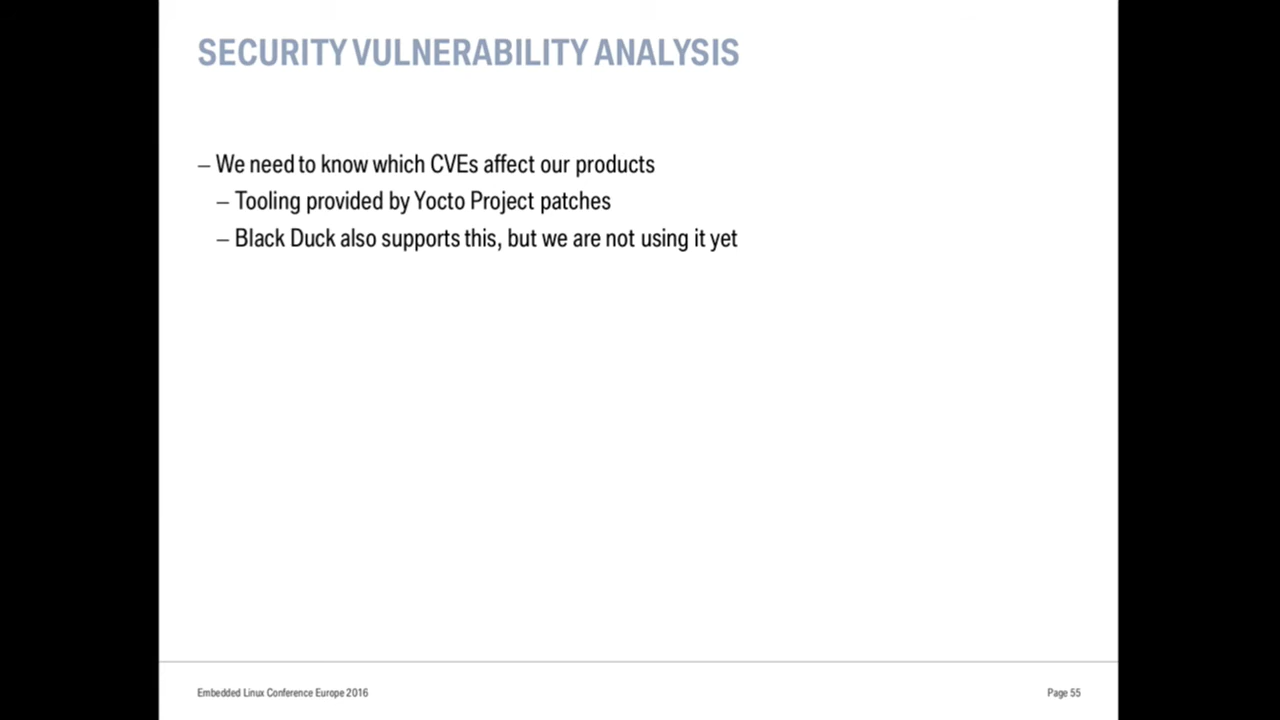 SECURITY VULNERABILITY ANALYSIS
– We need to know which CVEs affect our products
– Tooling provided by Yocto Project patches
– Black Duck also supports this, but we are not using it yet
Embedded Linux Conference Europe 2016
Page 55